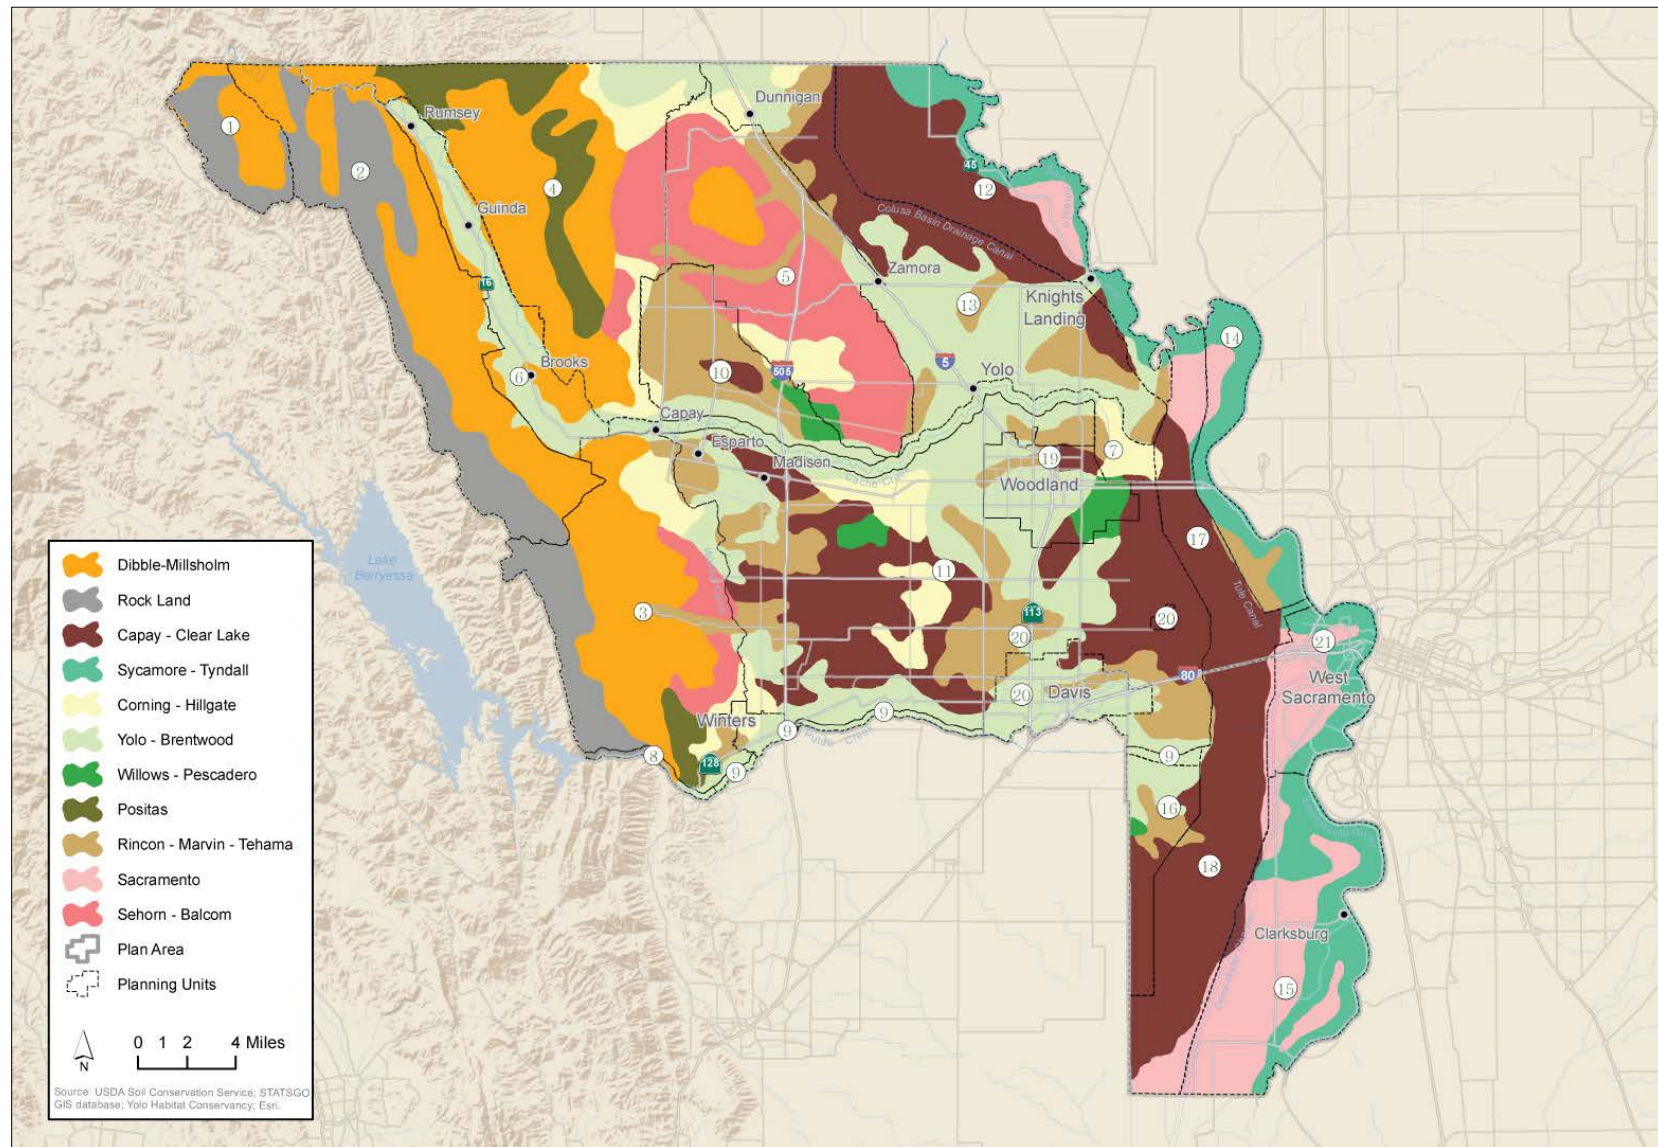 Rumsey
Dunnigan
1
2
4
45
12
Guinda
Colusa Basin Drainage Canal
16
5
Zamora
13
Knights
Landing
14
Brooks
6
10
505
5
Yolo
Capay
Esparto
Madison
19
7
Woodland
Lake
Berryessa
17
11
Tule Canal
3
113
20
20
21
West
Sacramento
80
20
Davis
Winters
9
9
8
128
9
9
16
18
Clarksburg
15
Dibble-Millsholm
Rock Land
Capay - Clear Lake
Sycamore - Tyndall
Corning - Hillgate
Yolo - Brentwood
Willows - Pescadero
Positas
Rincon - Marvin - Tehama
Sacramento
Sehorn - Balcom
Plan Area
Planning Units
N
0 1 2 4 Miles
Source: USDA Soil Conservation Service; STATSGO
GIS database; Yolo Habitat Conservancy; Esri.